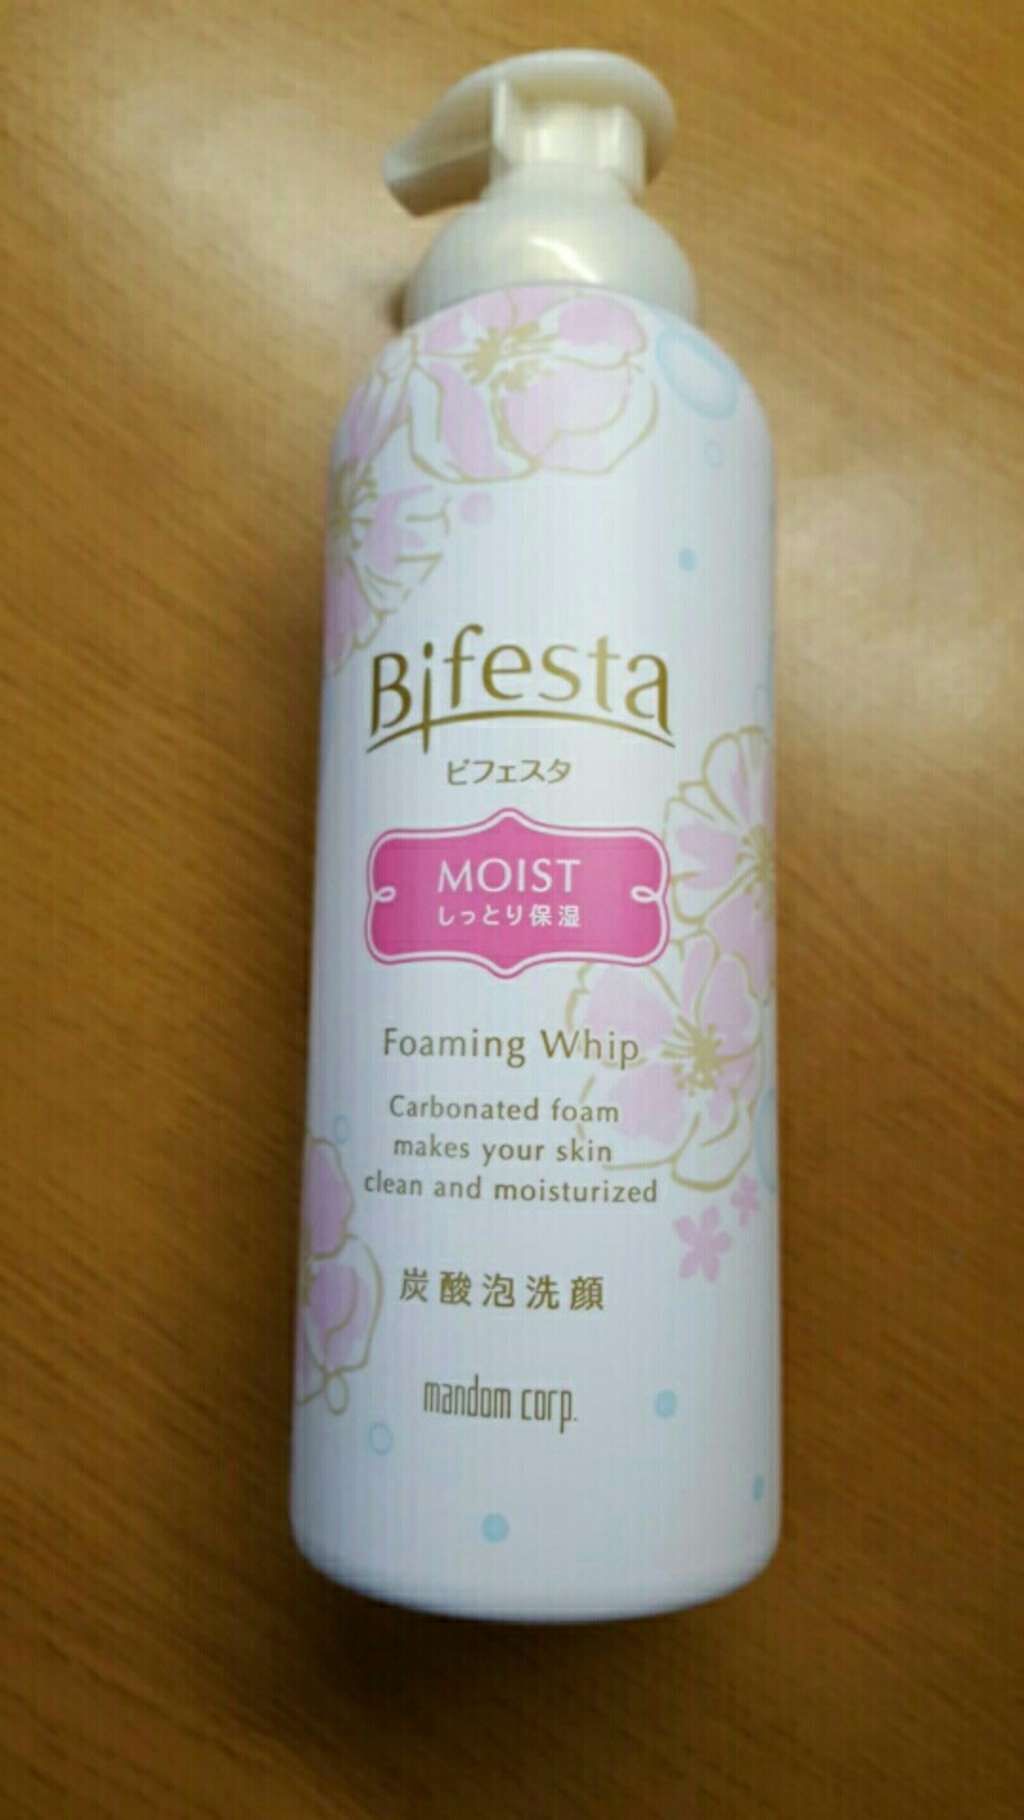 Bifesta
ビフェスタ
MOIST
しっとり保湿
Foaming Whip
Carbonated foam
makes your skin
clean and moisturized
炭酸泡洗顔
mandom corp.